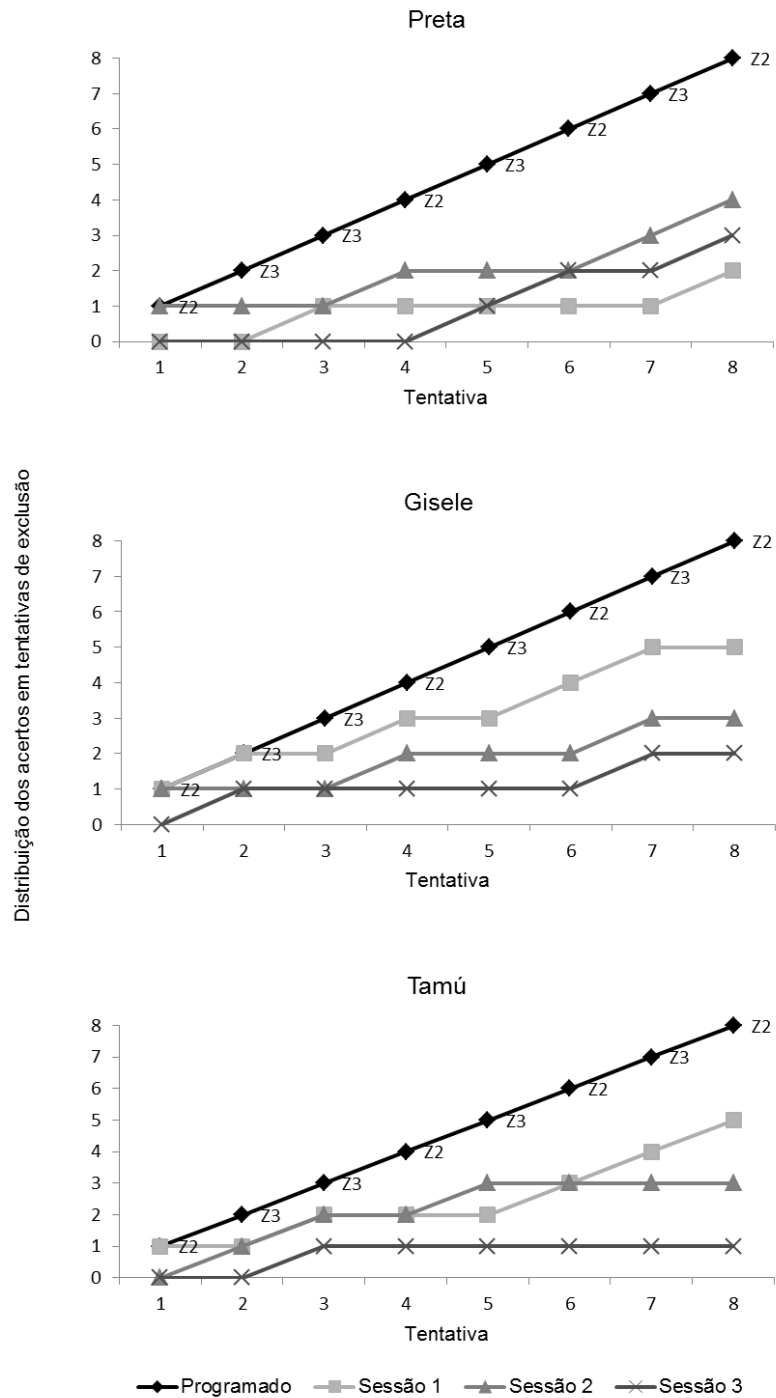 Preta
8
7
6
5
4
3
2
1
0
Z2
Z3
Z3
Z2
Z3
Z2
Z3
Z2
1 2 3 4 5 6 7 8
Tentativa
Distribuição dos acertos em tentativas de exclusão
Gisele
8
7
6
5
4
3
2
1
0
Z2
Z3
Z3
Z2
Z3
Z2
Z3
Z2
1 2 3 4 5 6 7 8
Tentativa
Tamú
8
7
6
5
4
3
2
1
0
Z2
Z3
Z3
Z2
Z3
Z2
Z3
Z2
1 2 3 4 5 6 7 8
Tentativa
Programado Sessão 1 Sessão 2 Sessão 3